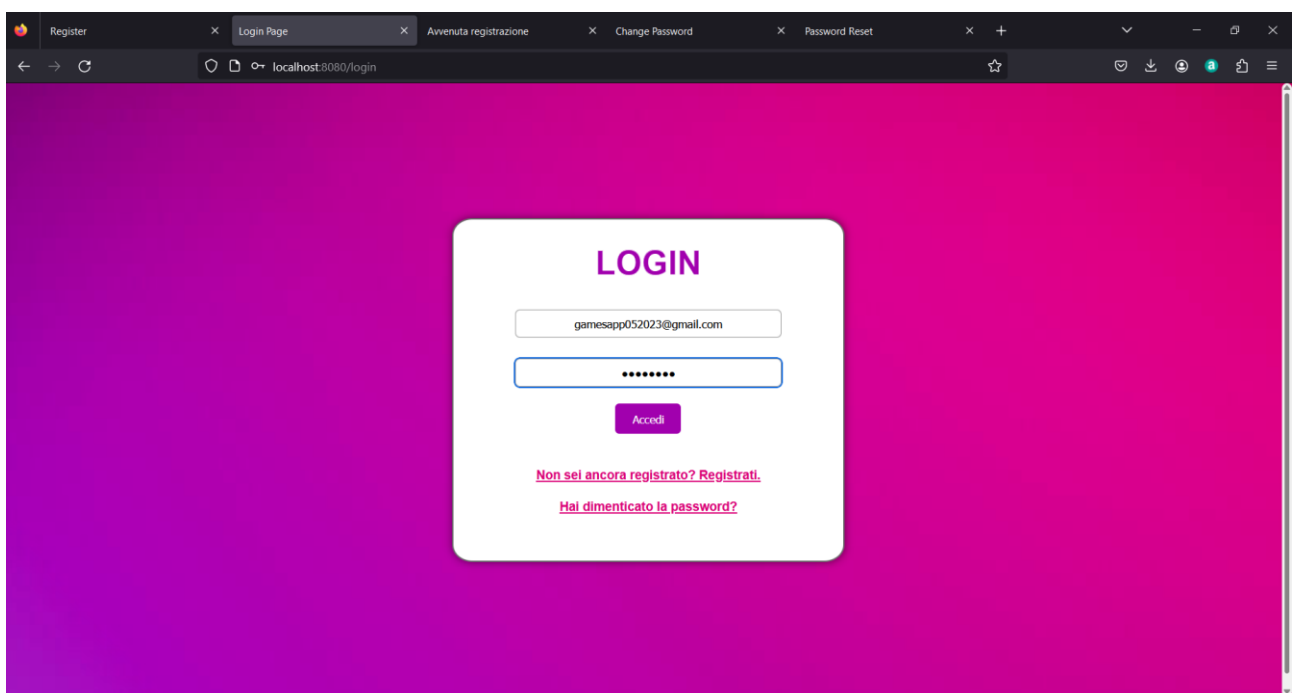 Register
Login Page
Avvenuta registrazione
Change Password
Password Reset
localhost:8080/login
a
LOGIN
gamesapp052023@gmail.com
••••••••
Accedi
Non sei ancora registrato? Registrati.
Hai dimenticato la password?